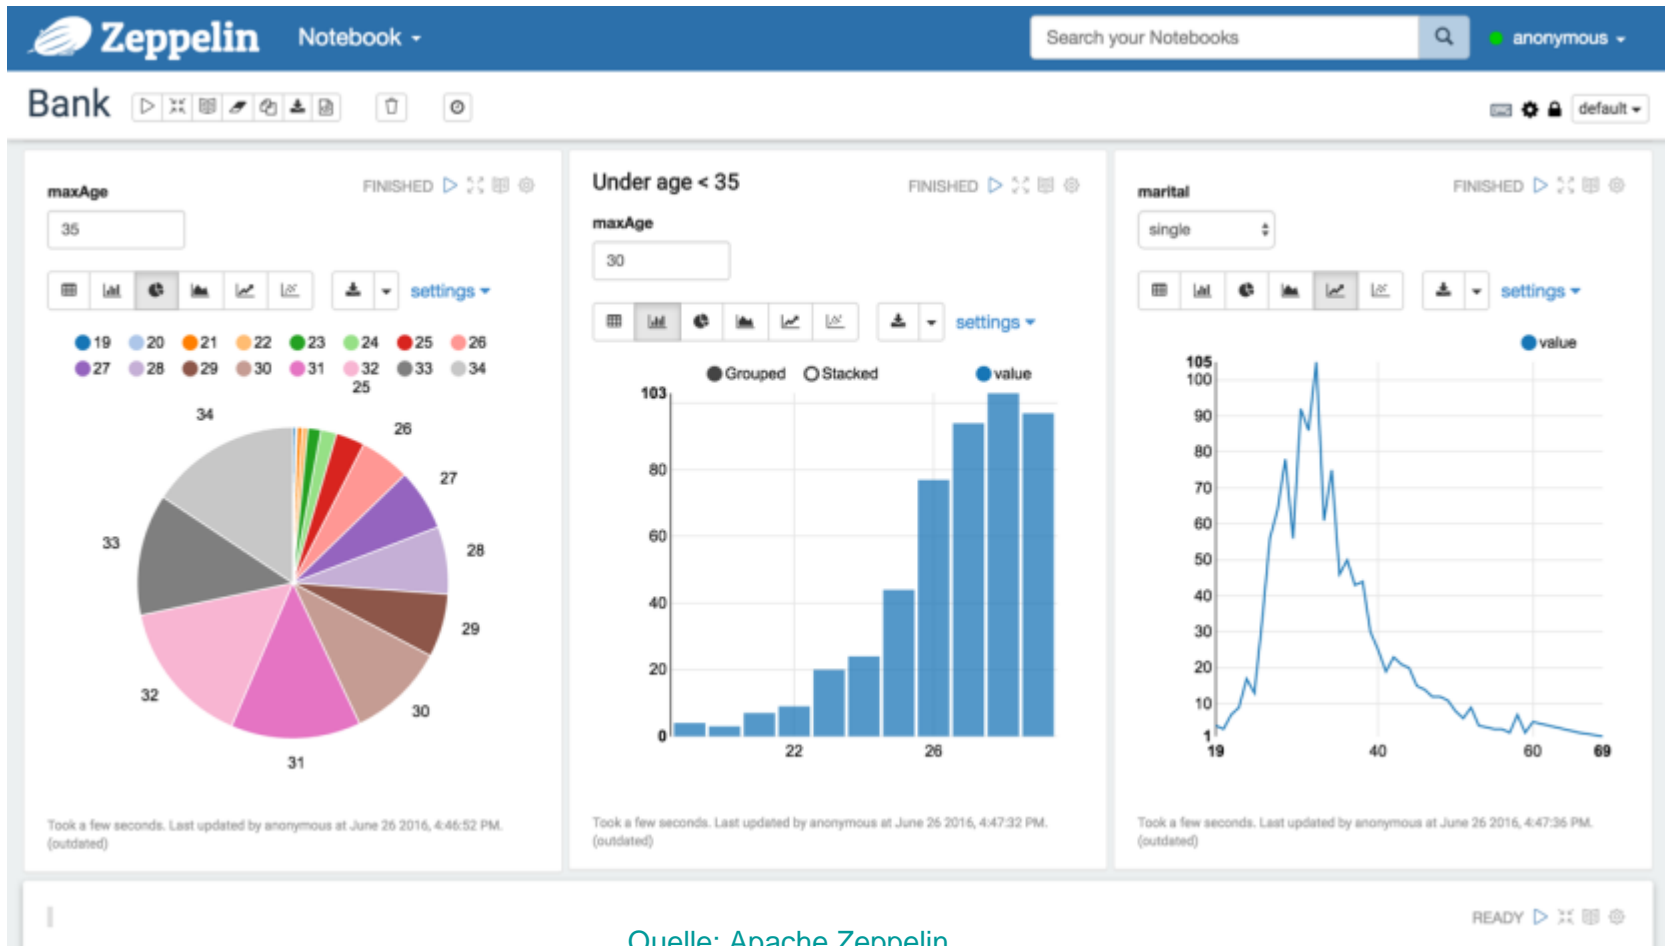 Zeppelin Notebook Search your Notebooks anonymous
Bank default
maxAge FINISHED
35
settings
19 20 21 22 23 24 25 26
27 28 29 30 31 32 33 34
25
34
26
27
33
28
29
32
30
31
Took a few seconds. Last updated by anonymous at June 26 2016, 4:46:52 PM.
(outdated)
Under age < 35 FINISHED
maxAge
30
settings
Grouped Stacked value
103
80
60
40
20
0
22 26
Took a few seconds. Last updated by anonymous at June 26 2016, 4:47:32 PM.
(outdated)
marital FINISHED
single
settings
value
105
100
90
80
70
60
50
40
30
20
10
1
19 40 60 69
Took a few seconds. Last updated by anonymous at June 26 2016, 4:47:36 PM.
(outdated)
READY
Quelle: Apache Zeppelin